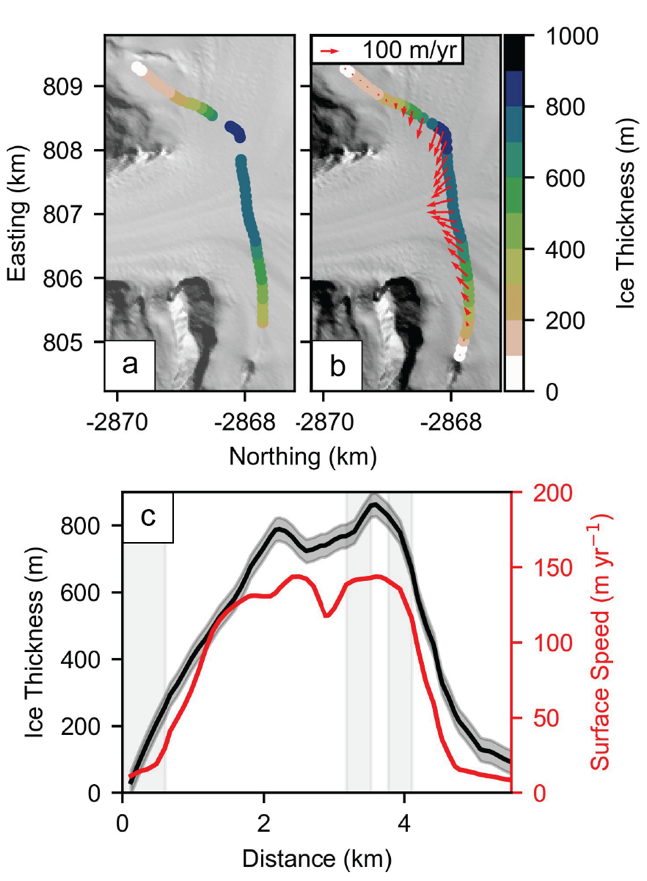 100 m/yr
1000
800
600
400
200
0
Ice Thickness (m)
809
808
807
806
805
Easting (km)
a
b
-2870
-2868
-2870
-2868
Northing (km)
c
800
600
400
200
0
Ice Thickness (m)
200
150
100
50
0
Surface Speed (m yr⁻¹)
0
2
4
Distance (km)